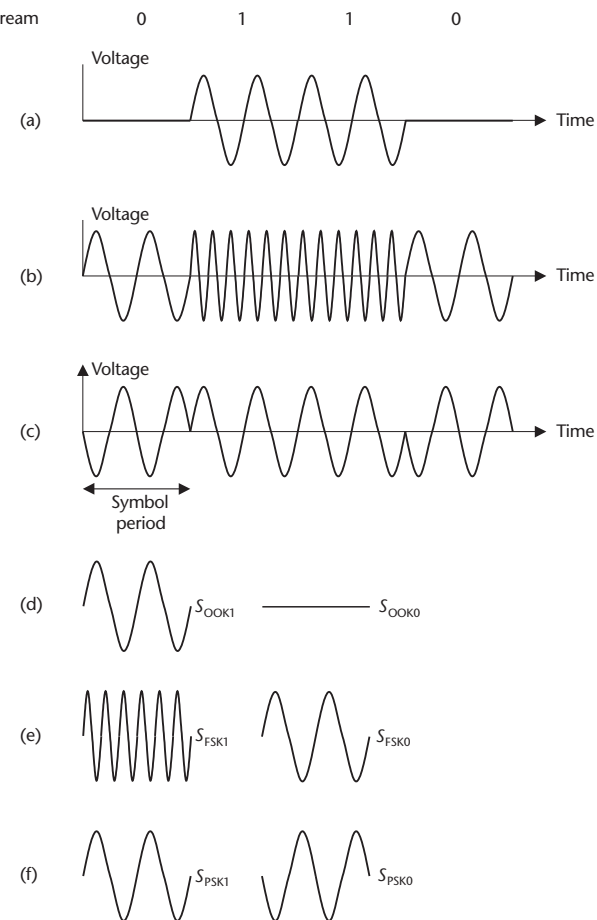 ream 0 1 1 0
Voltage
(a) Time
Voltage
(b) Time
Voltage
(c) Time
Symbol
period
(d) SOOK1 SOOK0
(e) SFSK1 SFSK0
(f) SPSK1 SPSK0